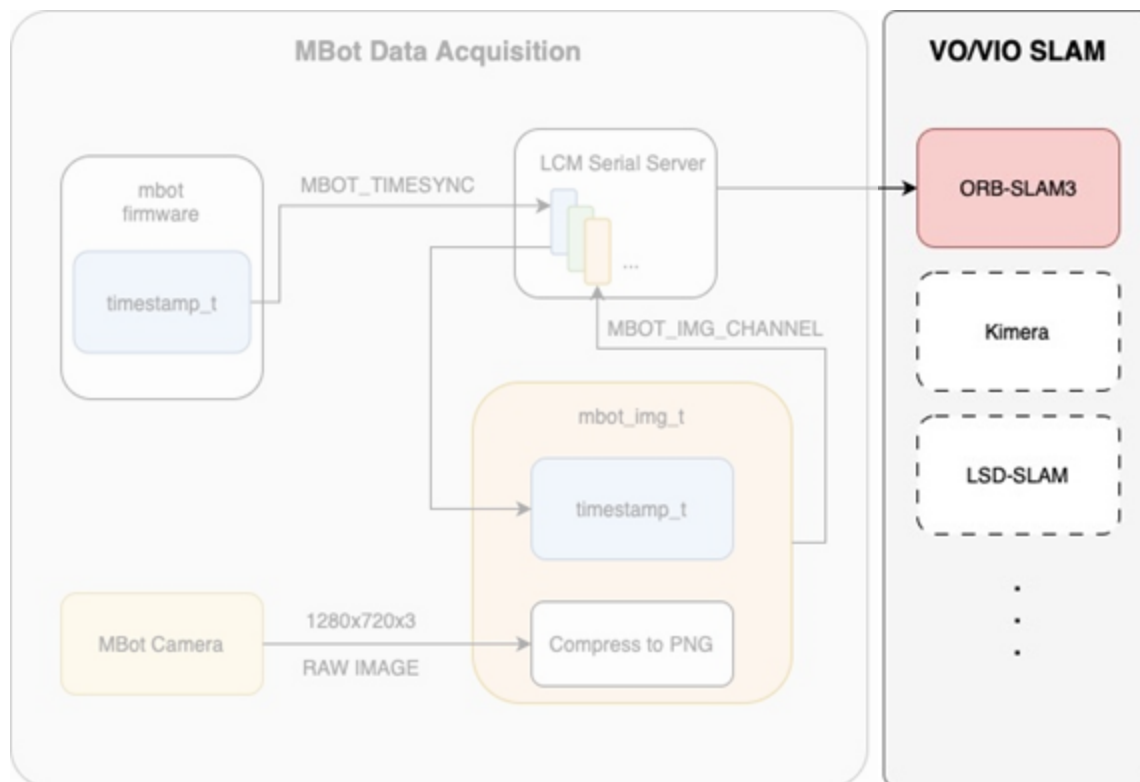 MBot Data Acquisition
mbot
firmware
timestamp_t
MBOT_TIMESYNC
LCM Serial Server
...
MBOT_IMG_CHANNEL
mbot_img_t
timestamp_t
Compress to PNG
MBot Camera
1280x720x3
RAW IMAGE
VO/VIO SLAM
ORB-SLAM3
Kimera
LSD-SLAM